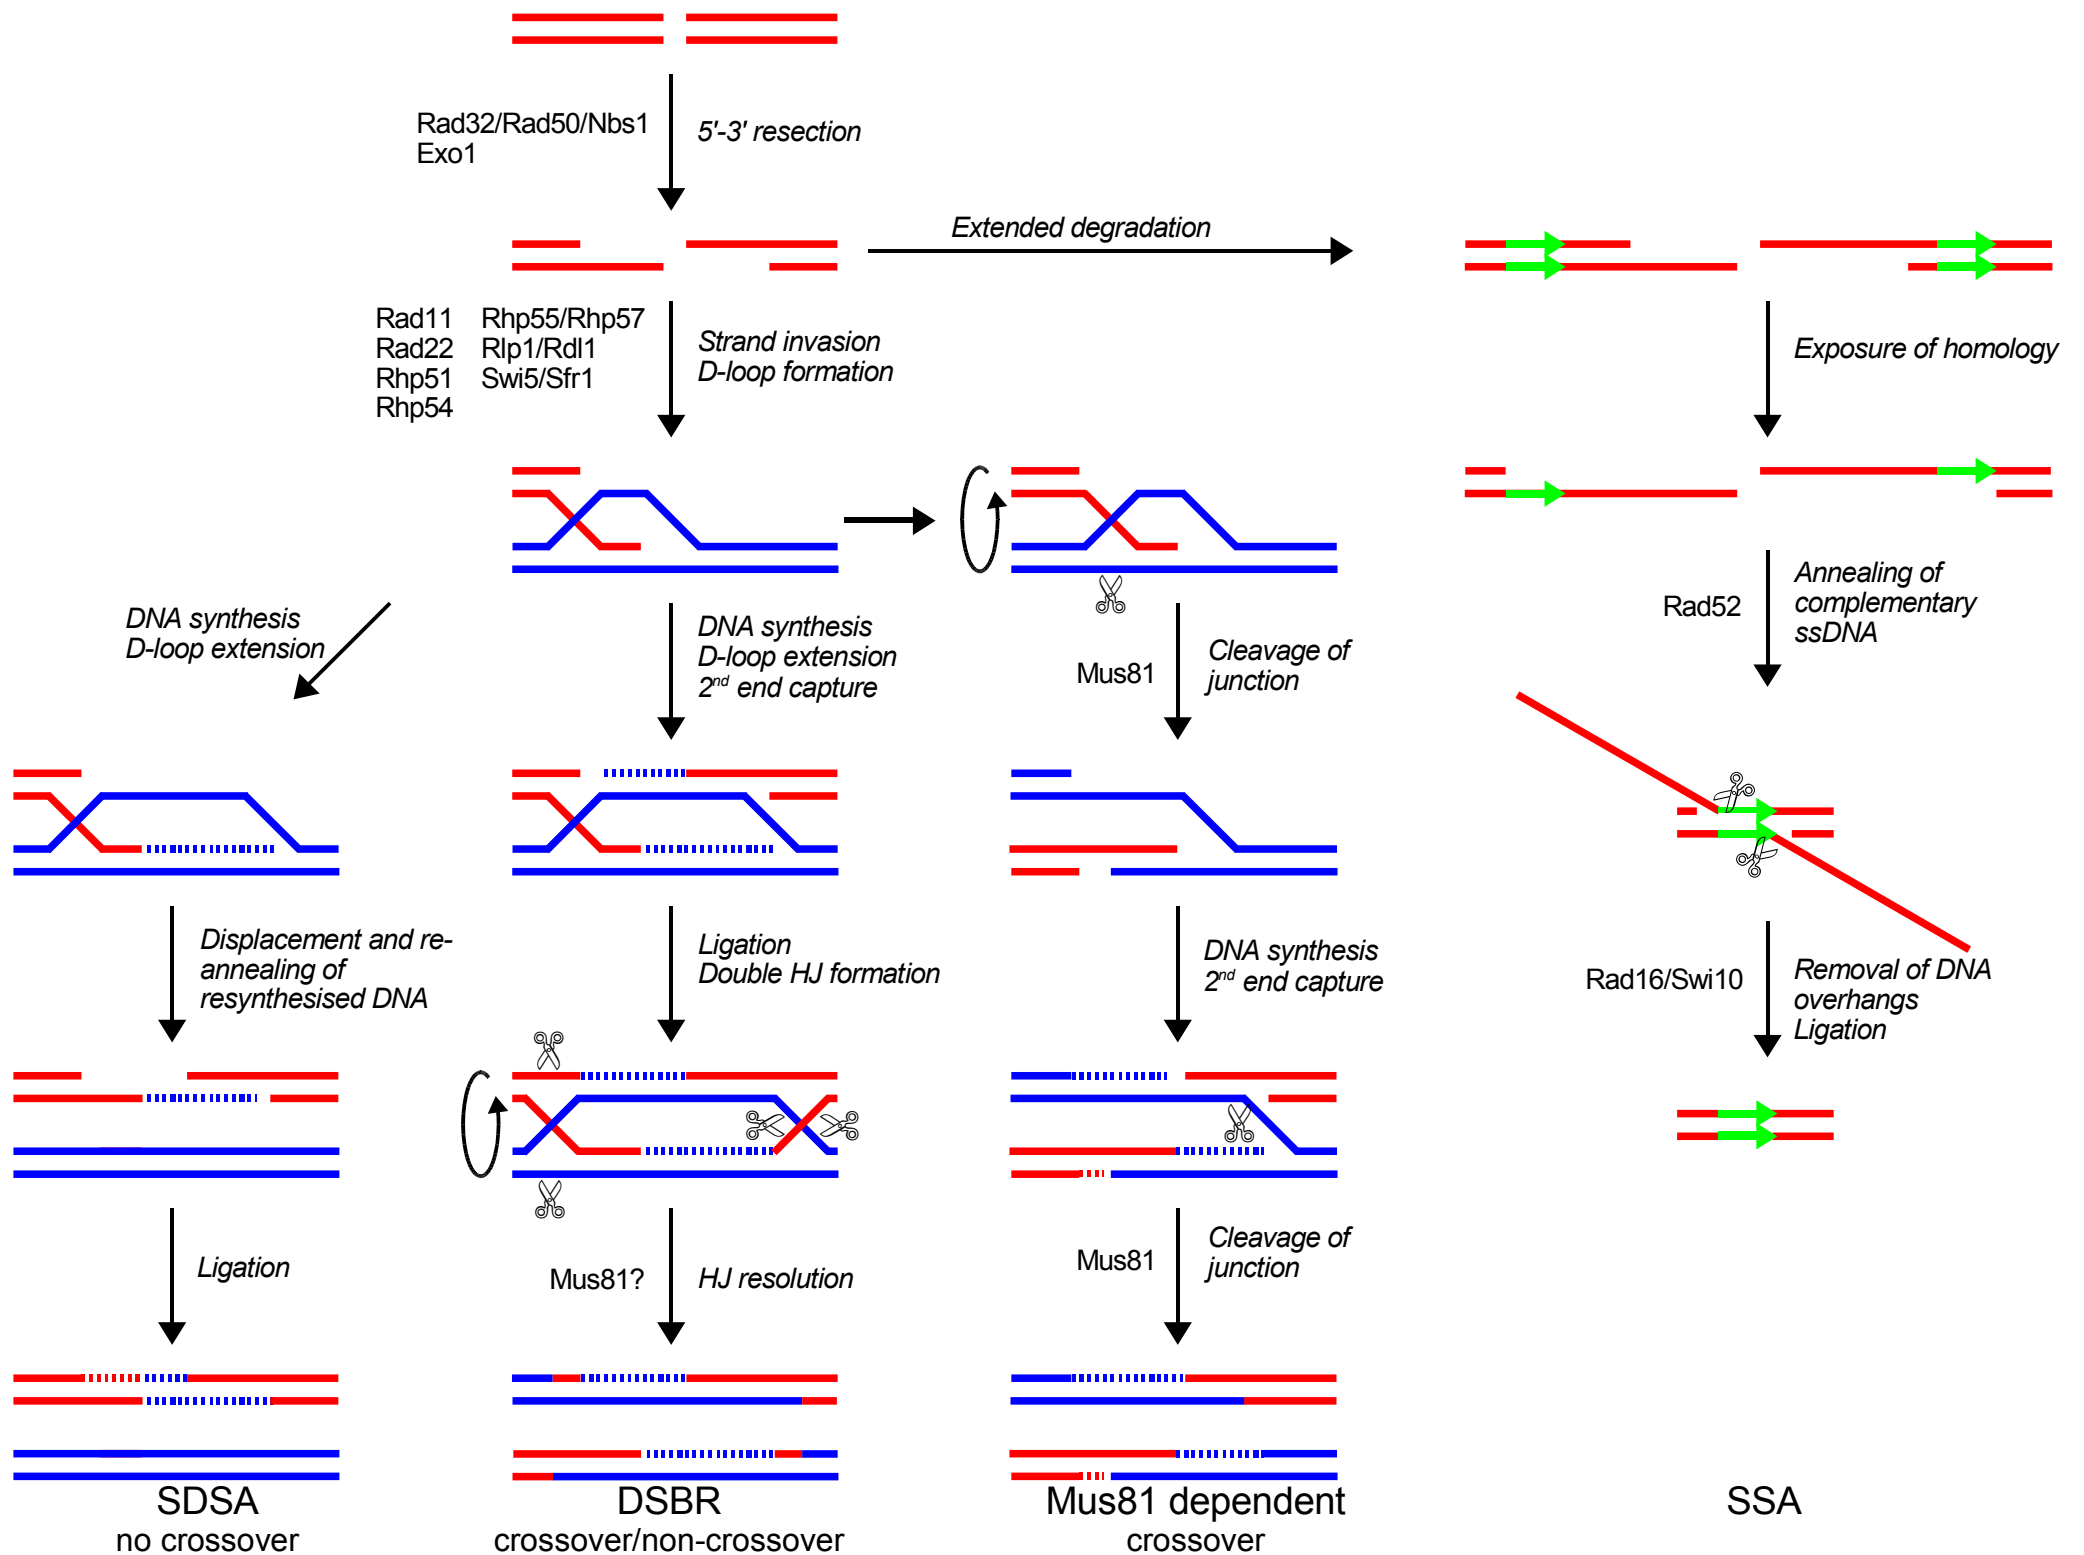 Rad32/Rad50/Nbs1
Exo1
5'-3' resection
Extended degradation
Rad11 Rhp55/Rhp57
Rad22 Rlp1/Rdl1
Rhp51 Swi5/Sfr1
Rhp54
Strand invasion
D-loop formation
Exposure of homology
DNA synthesis
D-loop extension
DNA synthesis
D-loop extension
2nd end capture
Mus81
Cleavage of
junction
Rad52
Annealing of
complementary
ssDNA
Displacement and re-
annealing of
resynthesised DNA
Ligation
Double HJ formation
DNA synthesis
2nd end capture
Rad16/Swi10
Removal of DNA
overhangs
Ligation
Ligation
Mus81?
HJ resolution
Mus81
Cleavage of
junction
SDSA
no crossover
DSBR
crossover/non-crossover
Mus81 dependent
crossover
SSA